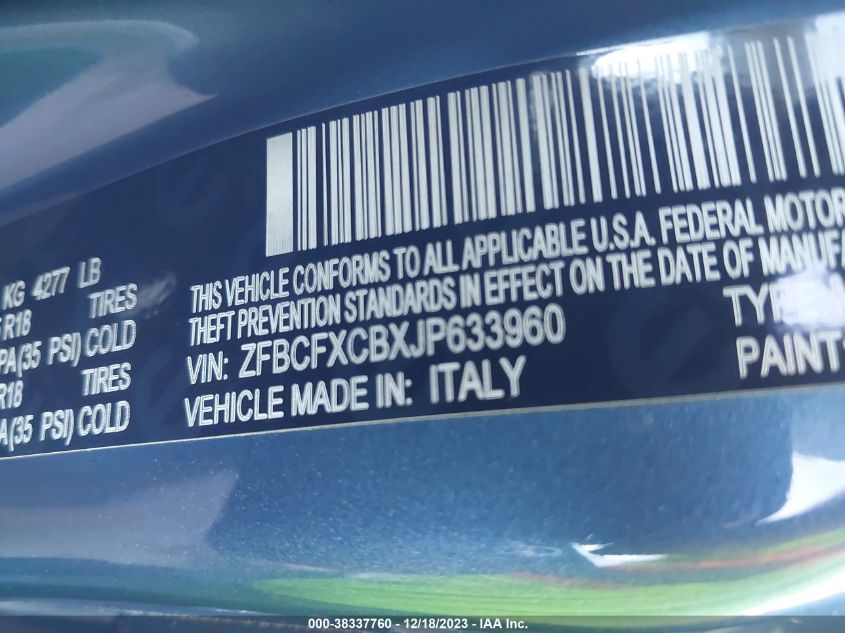 KG 4277 LB
R18 TIRES
PA(35 PSI) COLD
R18 TIRES
A(35 PSI) COLD
THIS VEHICLE CONFORMS TO ALL APPLICABLE U.S.A. FEDERAL MOTOR
THEFT PREVENTION STANDARDS IN EFFECT ON THE DATE OF MANUFA
VIN: ZFBCFXCBXJP633960
VEHICLE MADE IN: ITALY
PAINT
000-38337760 - 12/18/2023 - IAA Inc.